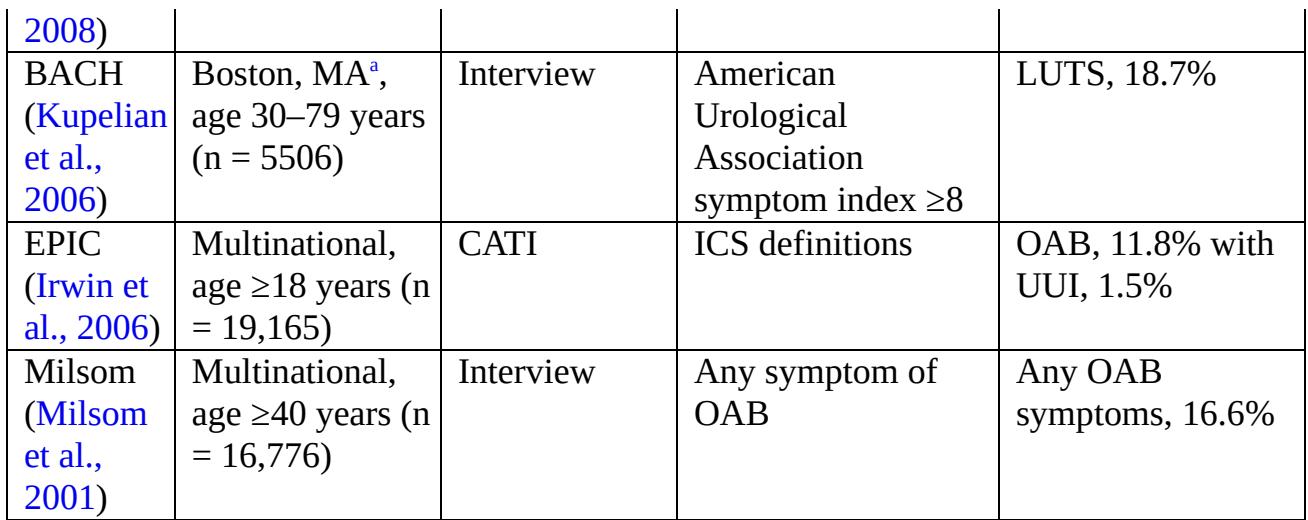 2008)
BACH
(Kupelian
et al.,
2006)
Boston, MAa,
age 30–79 years
(n = 5506)
Interview
American
Urological
Association
symptom index ≥8
LUTS, 18.7%
EPIC
(Irwin et
al., 2006)
Multinational,
age ≥18 years (n
= 19,165)
CATI
ICS definitions
OAB, 11.8% with
UUI, 1.5%
Milsom
(Milsom
et al.,
2001)
Multinational,
age ≥40 years (n
= 16,776)
Interview
Any symptom of
OAB
Any OAB
symptoms, 16.6%